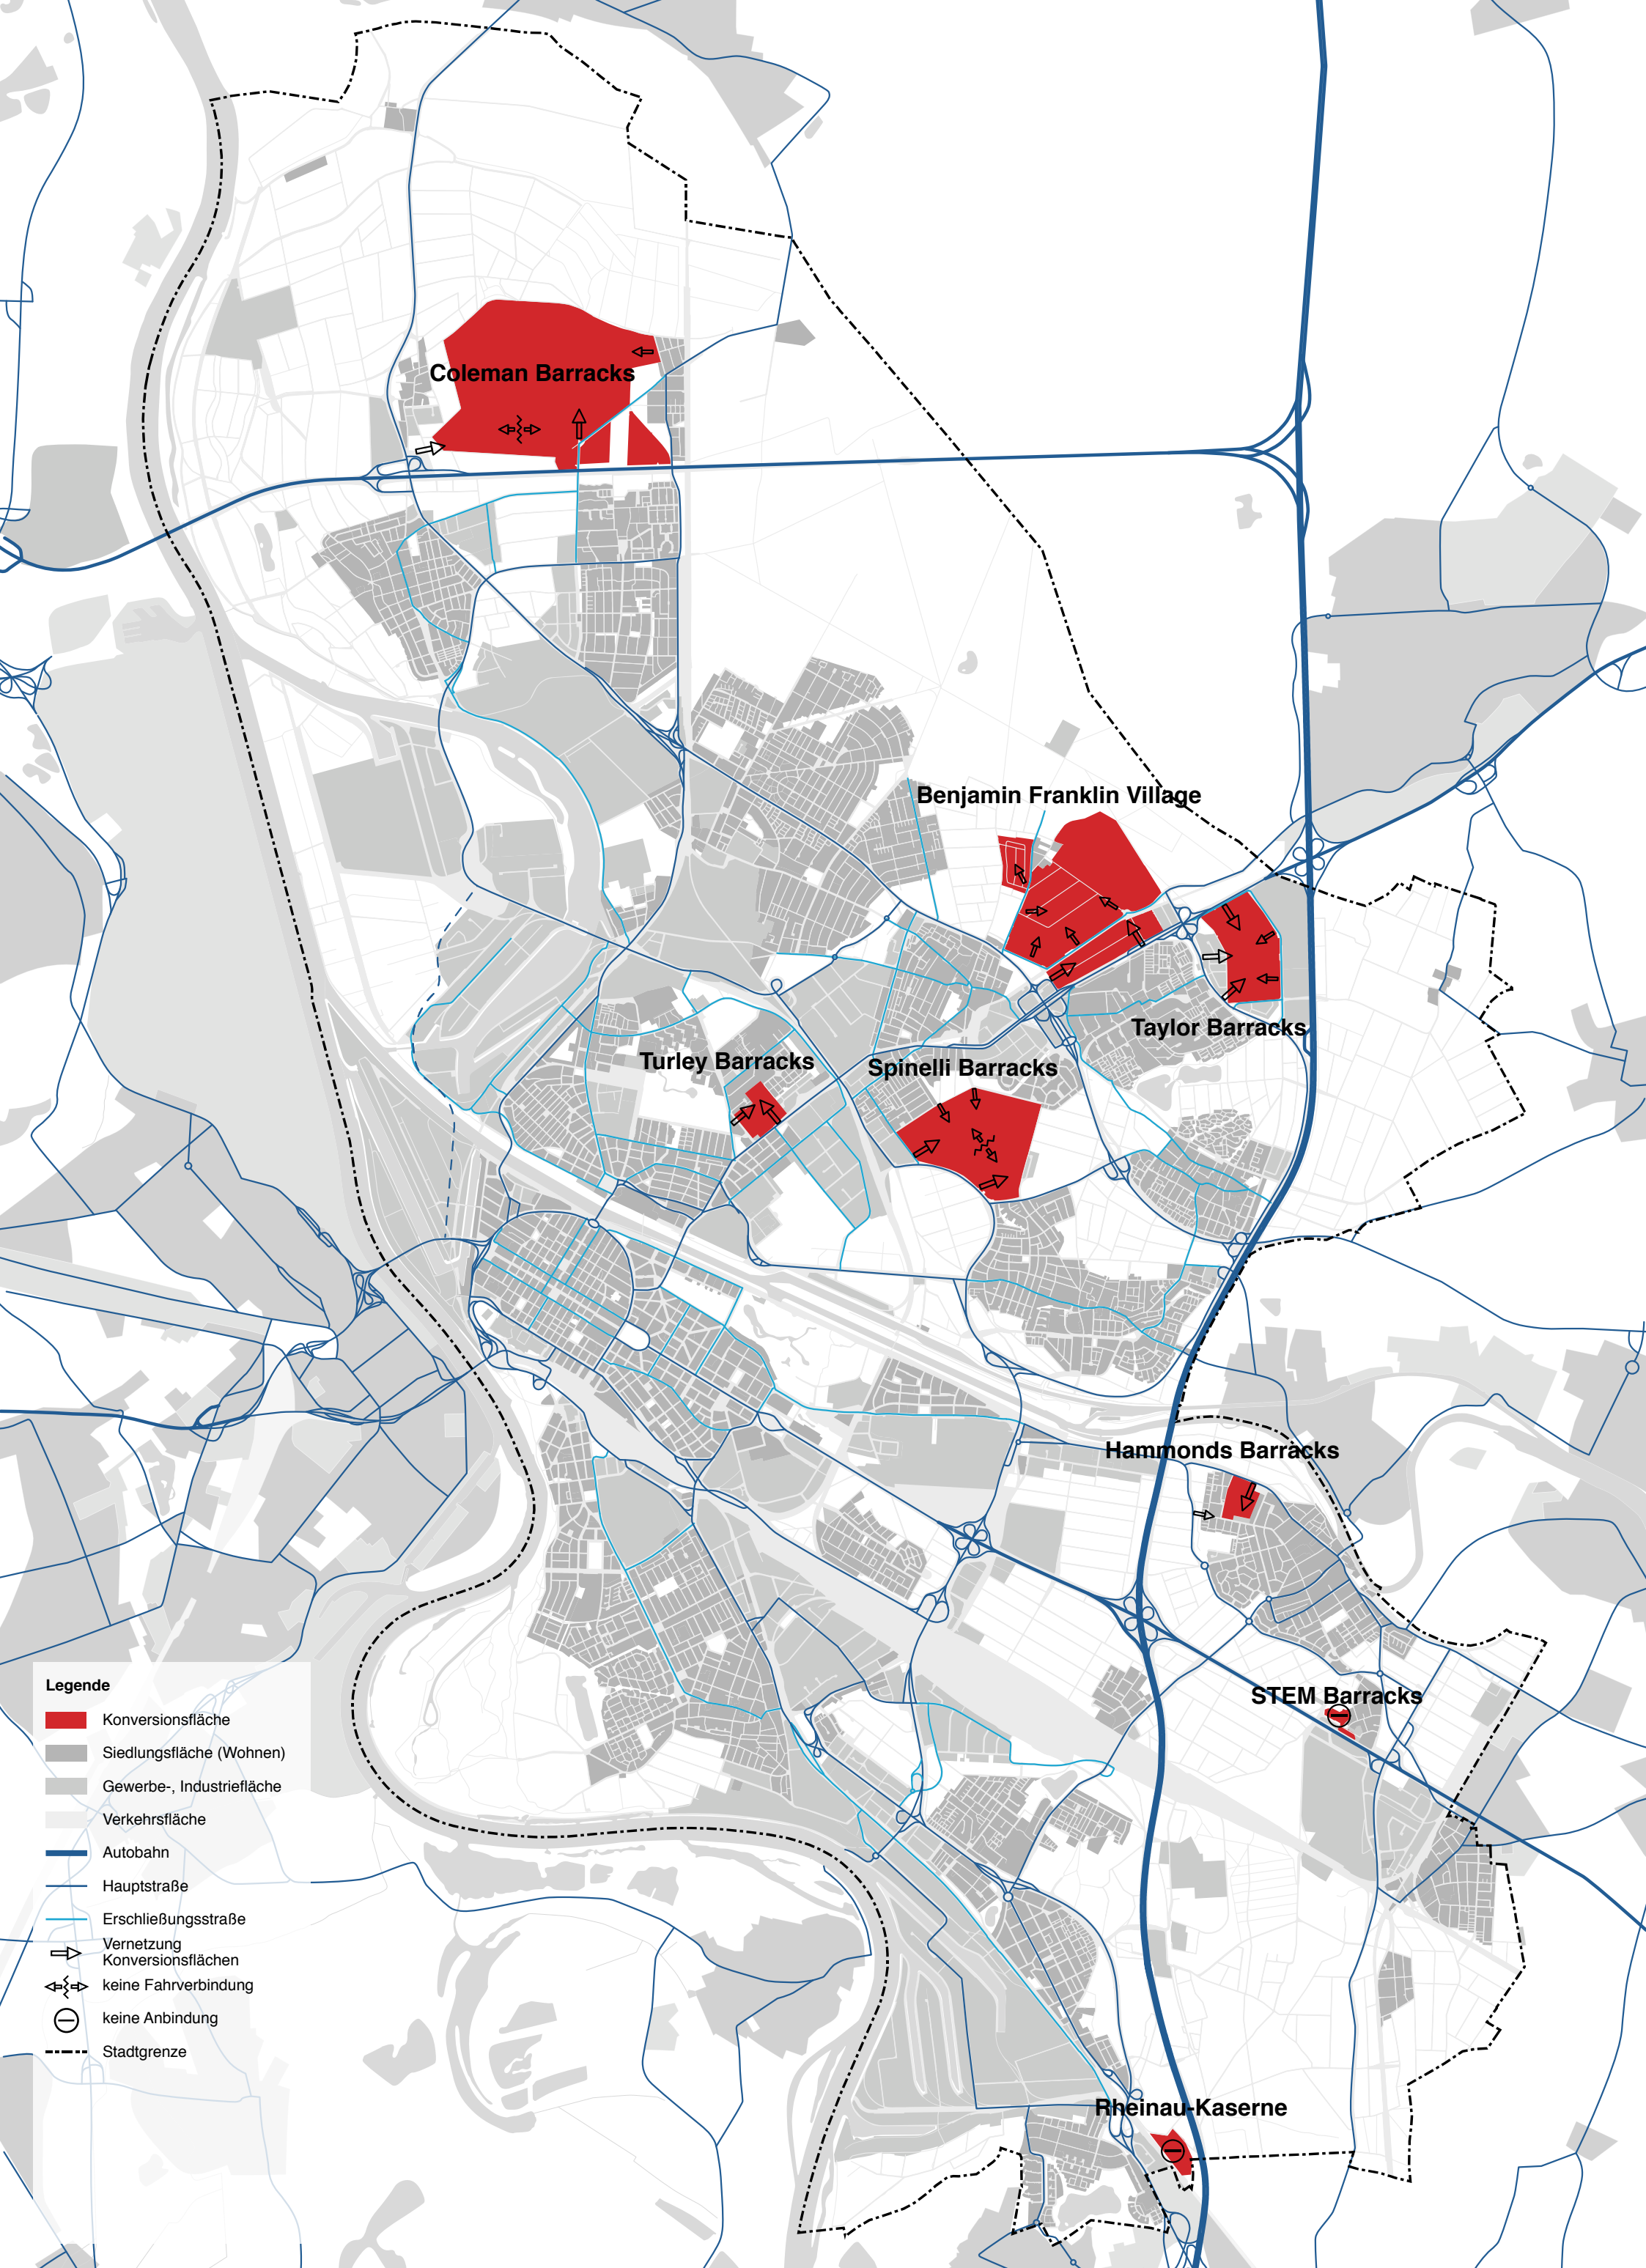 Coleman Barracks
Benjamin Franklin Village
Taylor Barracks
Turley Barracks
Spinelli Barracks
Hammonds Barracks
STEM Barracks
Rheinau-Kaserne
Legende
Konversionsfläche
Siedlungsfläche (Wohnen)
Gewerbe-, Industriefläche
Verkehrsfläche
Autobahn
Hauptstraße
Erschließungsstraße
Vernetzung
Konversionsflächen
keine Fahrverbindung
keine Anbindung
Stadtgrenze